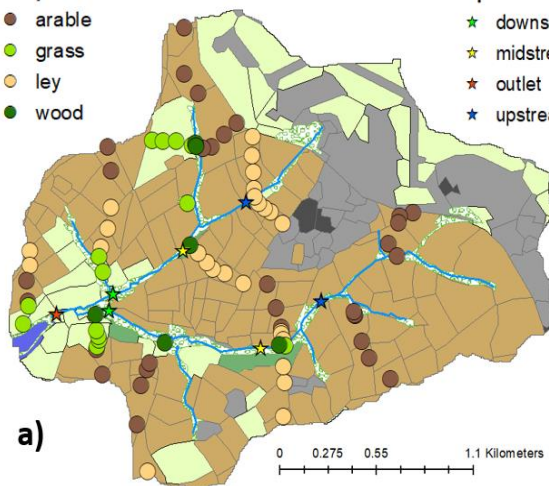 arable
grass
ley
wood
downs
midstre
outlet
upstrea
a)
0 0.275 0.55 1.1 Kilometers